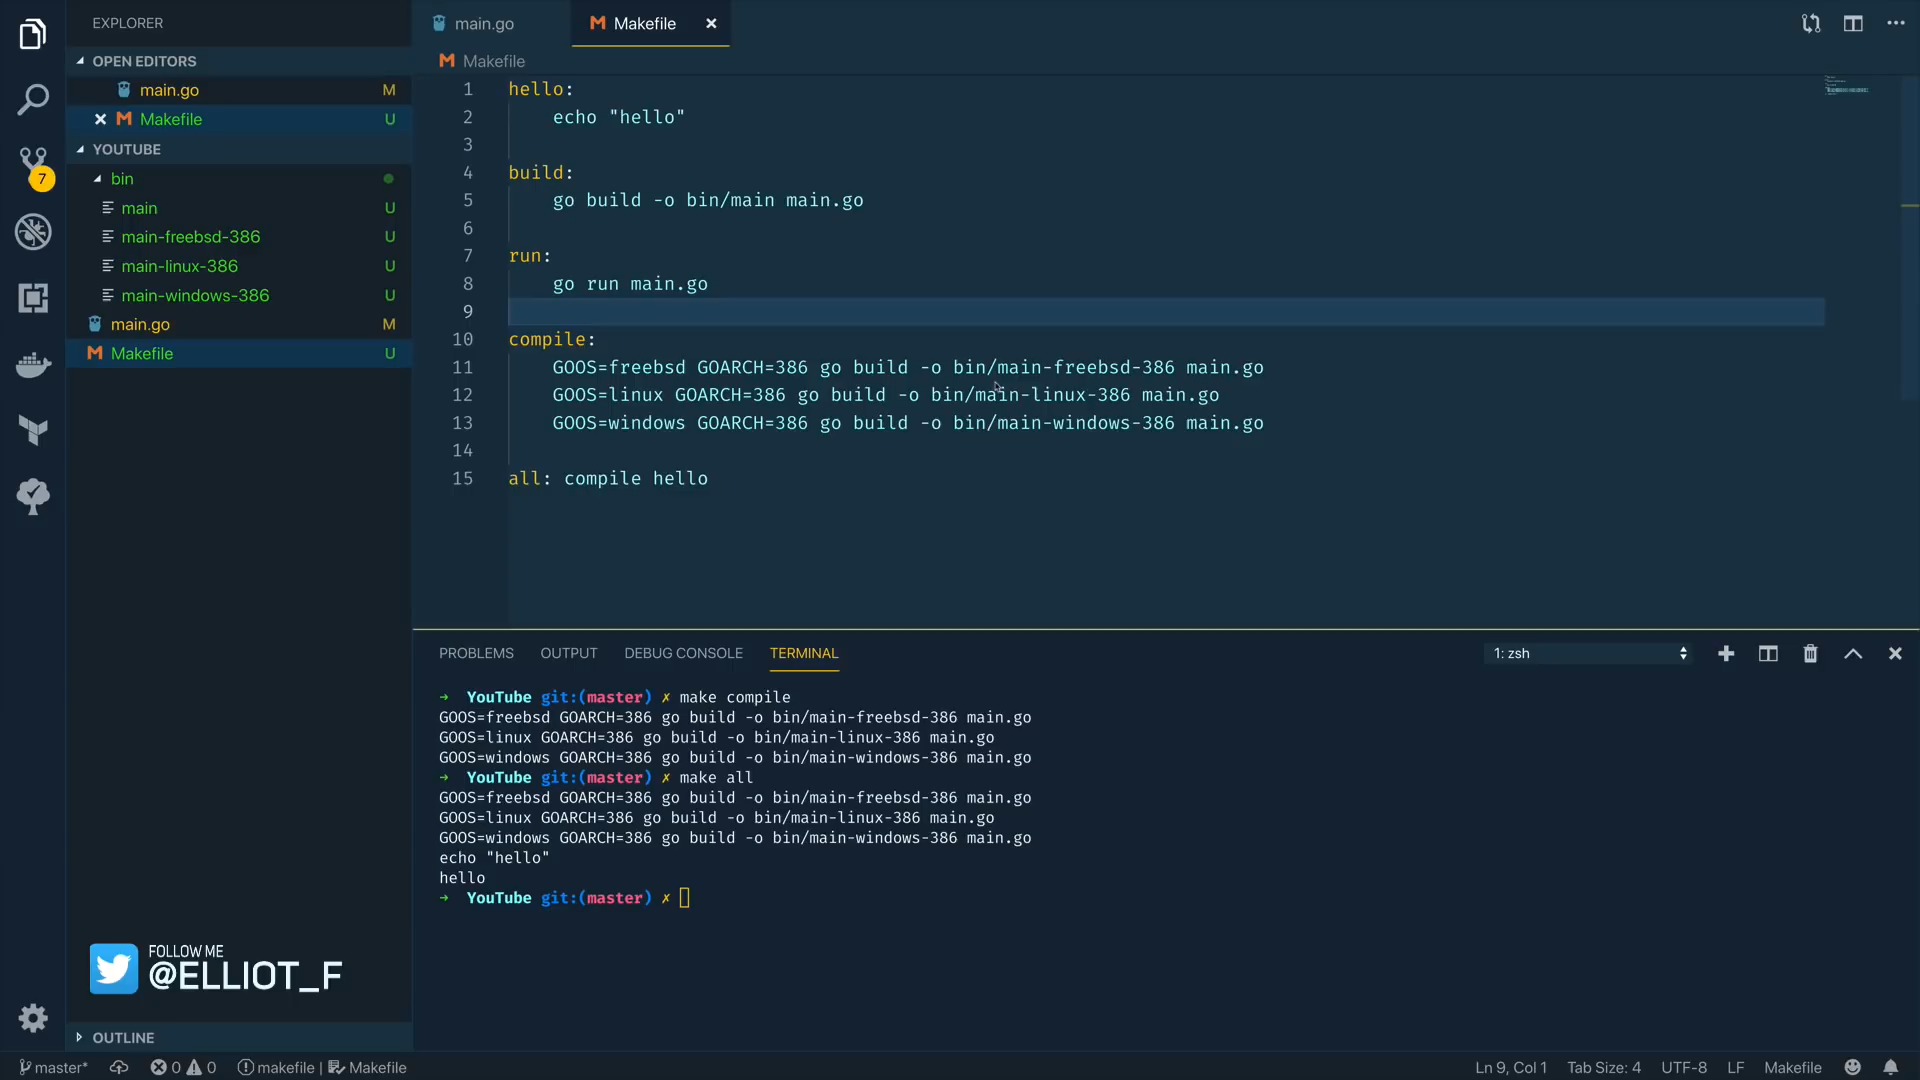 EXPLORER
OPEN EDITORS
main.go M
Makefile U
YOUTUBE
bin
main U
main-freebsd-386 U
main-linux-386 U
main-windows-386 U
main.go M
Makefile U
7
FOLLOW ME
@ELLIOT_F
OUTLINE
main.go
Makefile
Makefile
1 hello:
2 echo "hello"
3
4 build:
5 go build -o bin/main main.go
6
7 run:
8 go run main.go
9
10 compile:
11 GOOS=freebsd GOARCH=386 go build -o bin/main-freebsd-386 main.go
12 GOOS=linux GOARCH=386 go build -o bin/main-linux-386 main.go
13 GOOS=windows GOARCH=386 go build -o bin/main-windows-386 main.go
14
15 all: compile hello
PROBLEMS OUTPUT DEBUG CONSOLE TERMINAL 1: zsh
→ YouTube git:(master) ✗ make compile
GOOS=freebsd GOARCH=386 go build -o bin/main-freebsd-386 main.go
GOOS=linux GOARCH=386 go build -o bin/main-linux-386 main.go
GOOS=windows GOARCH=386 go build -o bin/main-windows-386 main.go
→ YouTube git:(master) ✗ make all
GOOS=freebsd GOARCH=386 go build -o bin/main-freebsd-386 main.go
GOOS=linux GOARCH=386 go build -o bin/main-linux-386 main.go
GOOS=windows GOARCH=386 go build -o bin/main-windows-386 main.go
echo "hello"
hello
→ YouTube git:(master) ✗
master* 0 0 makefile | Makefile Ln 9, Col 1 Tab Size: 4 UTF-8 LF Makefile